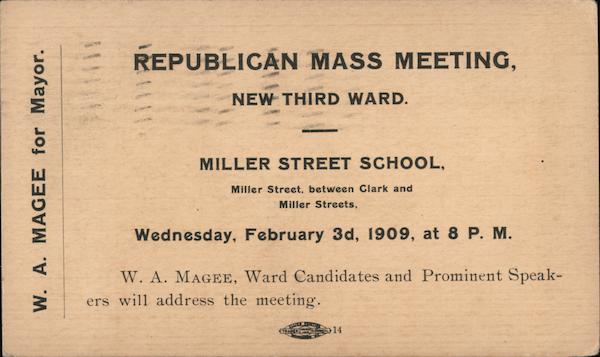 W. A. MAGEE for Mayor.
REPUBLICAN MASS MEETING,
NEW THIRD WARD.
MILLER STREET SCHOOL,
Miller Street, between Clark and
Miller Streets,
Wednesday, February 3d, 1909, at 8 P. M.
W. A. MAGEE, Ward Candidates and Prominent Speak-
ers will address the meeting.
14